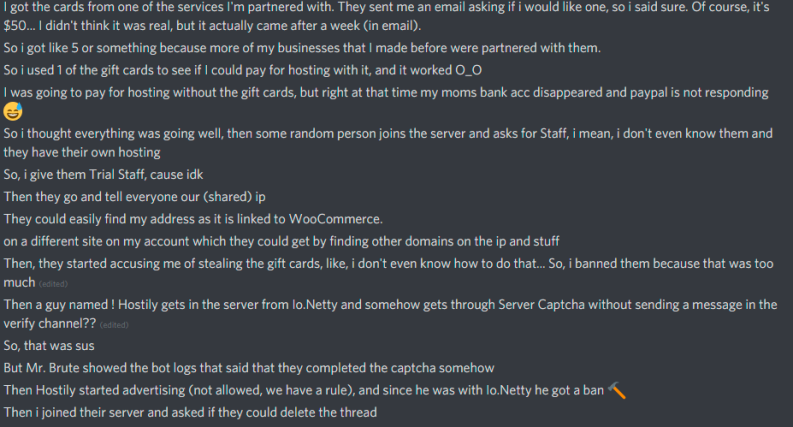 I got the cards from one of the services I'm partnered with. They sent me an email asking if i would like one, so i said sure. Of course, it's
$50... I didn't think it was real, but it actually came after a week (in email).
So i got like 5 or something because more of my businesses that I made before were partnered with them.
So i used 1 of the gift cards to see if I could pay for hosting with it, and it worked O_O
I was going to pay for hosting without the gift cards, but right at that time my moms bank acc disappeared and paypal is not responding
😅
So i thought everything was going well, then some random person joins the server and asks for Staff, i mean, i don't even know them and
they have their own hosting
So, i give them Trial Staff, cause idk
Then they go and tell everyone our (shared) ip
They could easily find my address as it is linked to WooCommerce.
on a different site on my account which they could get by finding other domains on the ip and stuff
Then, they started accusing me of stealing the gift cards, like, i don't even know how to do that... So, i banned them because that was too
much (edited)
Then a guy named ! Hostily gets in the server from Io.Netty and somehow gets through Server Captcha without sending a message in the
verify channel?? (edited)
So, that was sus
But Mr. Brute showed the bot logs that said that they completed the captcha somehow
Then Hostily started advertising (not allowed, we have a rule), and since he was with Io.Netty he got a ban 🔨
Then i joined their server and asked if they could delete the thread